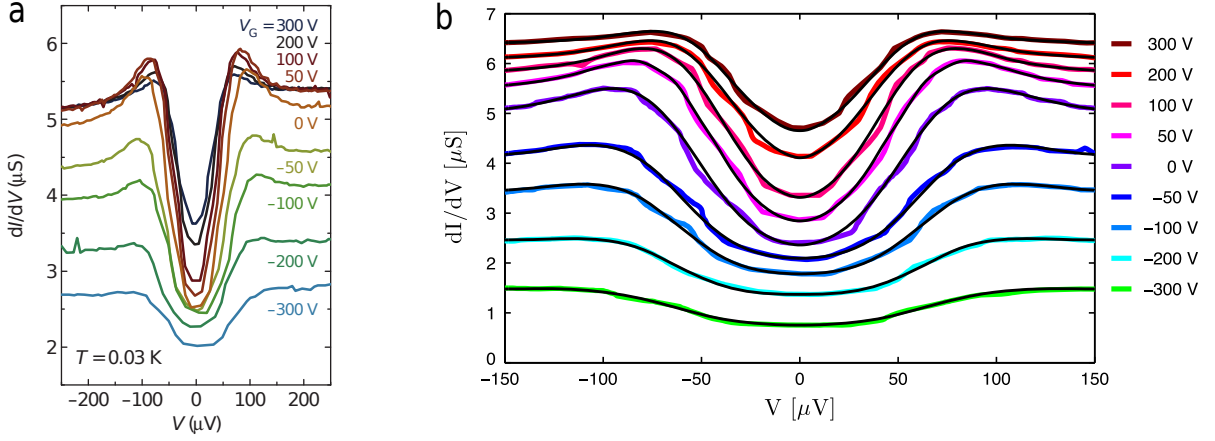 a
V_G = 300 V
200 V
100 V
50 V
0 V
−50 V
−100 V
−200 V
−300 V
T = 0.03 K
dI/dV (μS)
6
5
4
3
2
−200 −100 0 100 200
V (μV)
b
dI/dV [μS]
7
6
5
4
3
2
1
0
−150 −100 −50 0 50 100 150
V [μV]
300 V
200 V
100 V
50 V
0 V
−50 V
−100 V
−200 V
−300 V